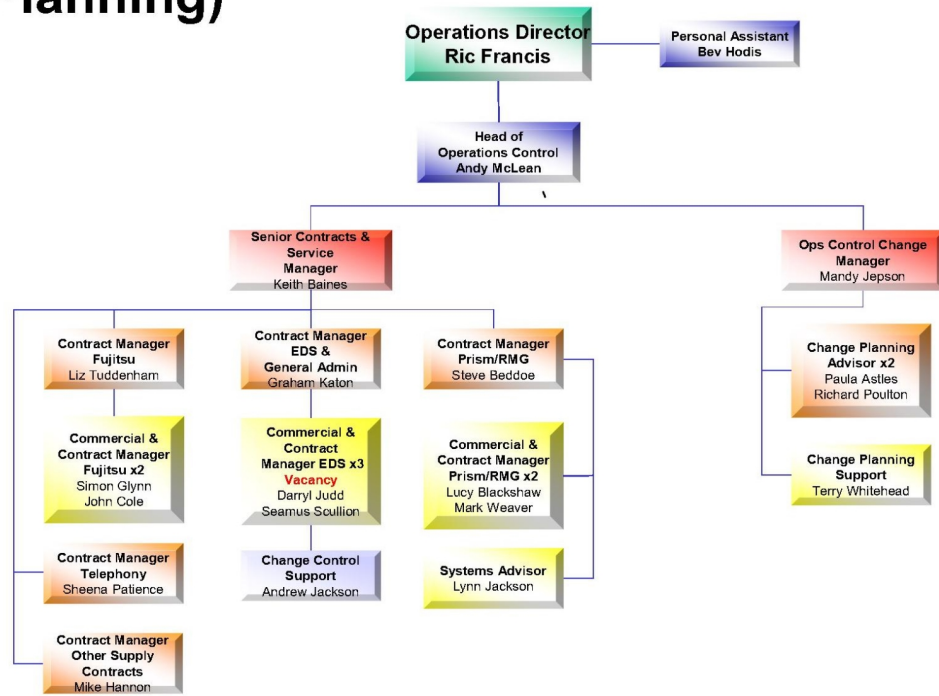 Planning)
Operations Director
Ric Francis
Personal Assistant
Bev Hodis
Head of
Operations Control
Andy McLean
Senior Contracts &
Service
Manager
Keith Baines
Ops Control Change
Manager
Mandy Jepson
Contract Manager
Fujitsu
Liz Tuddenham
Contract Manager
EDS &
General Admin
Graham Katon
Contract Manager
Prism/RMG
Steve Beddoe
Change Planning
Advisor x2
Paula Astles
Richard Poulton
Commercial &
Contract Manager
Fujitsu x2
Simon Glynn
John Cole
Commercial &
Contract
Manager EDS x3
Vacancy
Darryl Judd
Seamus Scullion
Commercial &
Contract Manager
Prism/RMG x2
Lucy Blackshaw
Mark Weaver
Change Planning
Support
Terry Whitehead
Contract Manager
Telephony
Sheena Patience
Change Control
Support
Andrew Jackson
Systems Advisor
Lynn Jackson
Contract Manager
Other Supply
Contracts
Mike Hannon